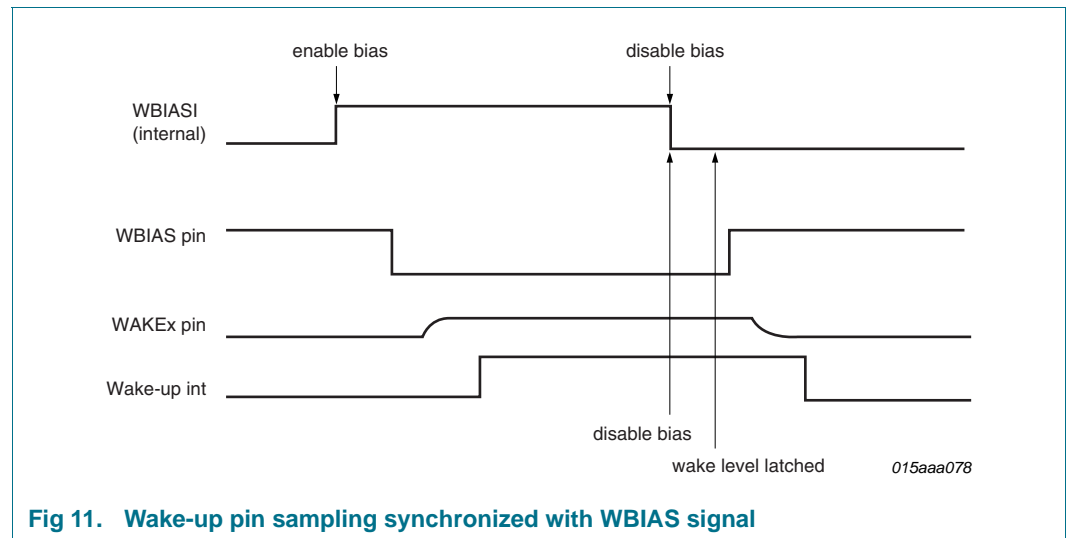 enable bias
disable bias
WBIASI
(internal)
WBIAS pin
WAKEx pin
Wake-up int
disable bias
wake level latched
015aaa078
Fig 11. Wake-up pin sampling synchronized with WBIAS signal